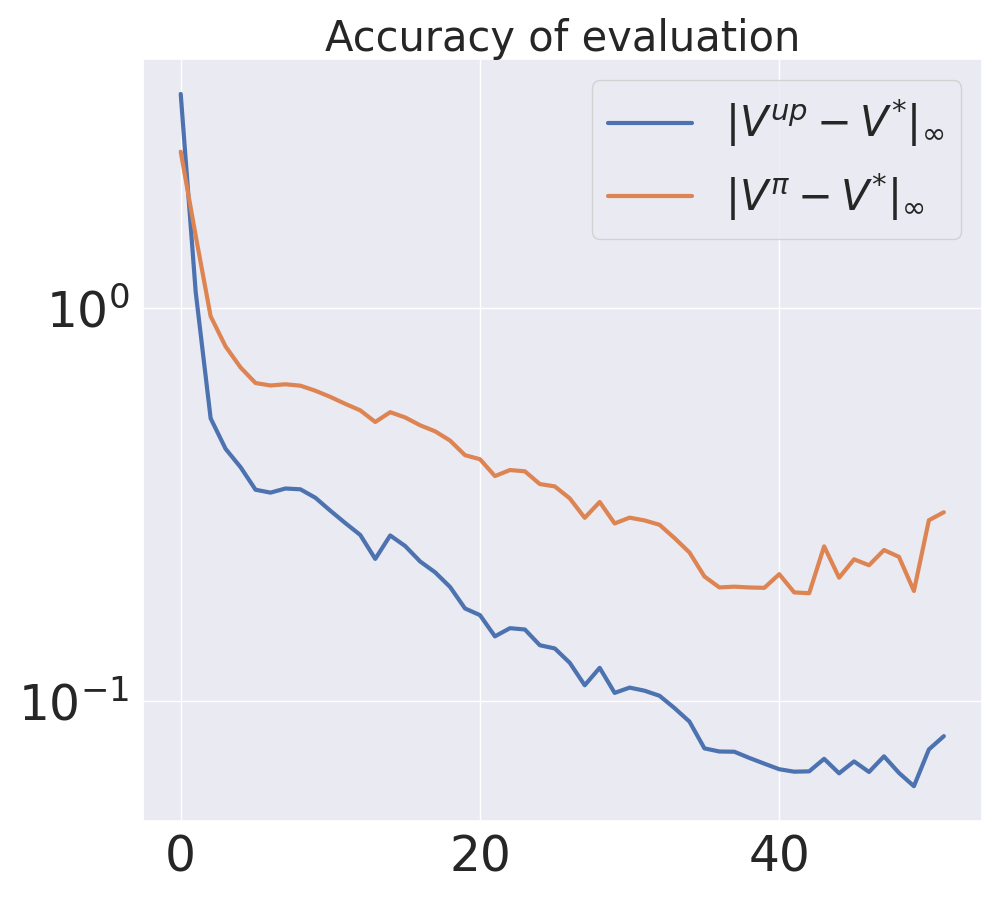 Accuracy of evaluation
|V^{up} − V^*|_∞
|V^π − V^*|_∞
10^0
10^{−1}
0 20 40